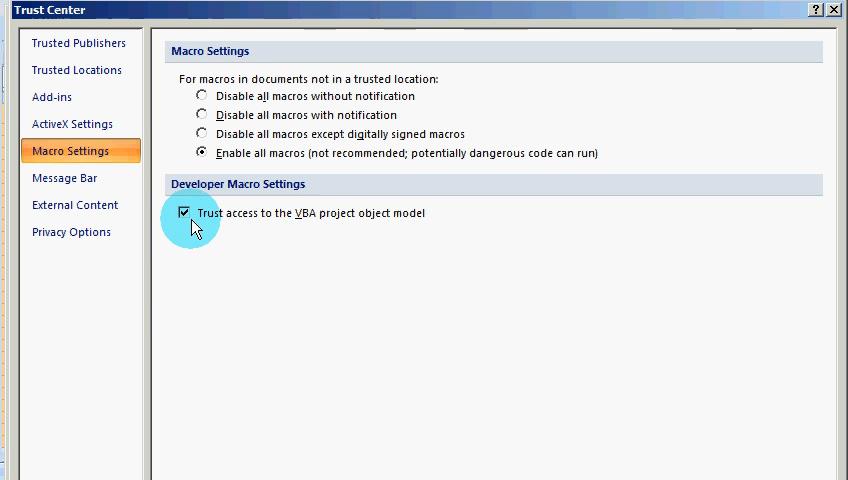 Trust Center
Trusted Publishers
Trusted Locations
Add-ins
ActiveX Settings
Macro Settings
Message Bar
External Content
Privacy Options
Macro Settings
For macros in documents not in a trusted location:
Disable all macros without notification
Disable all macros with notification
Disable all macros except digitally signed macros
Enable all macros (not recommended; potentially dangerous code can run)
Developer Macro Settings
Trust access to the VBA project object model